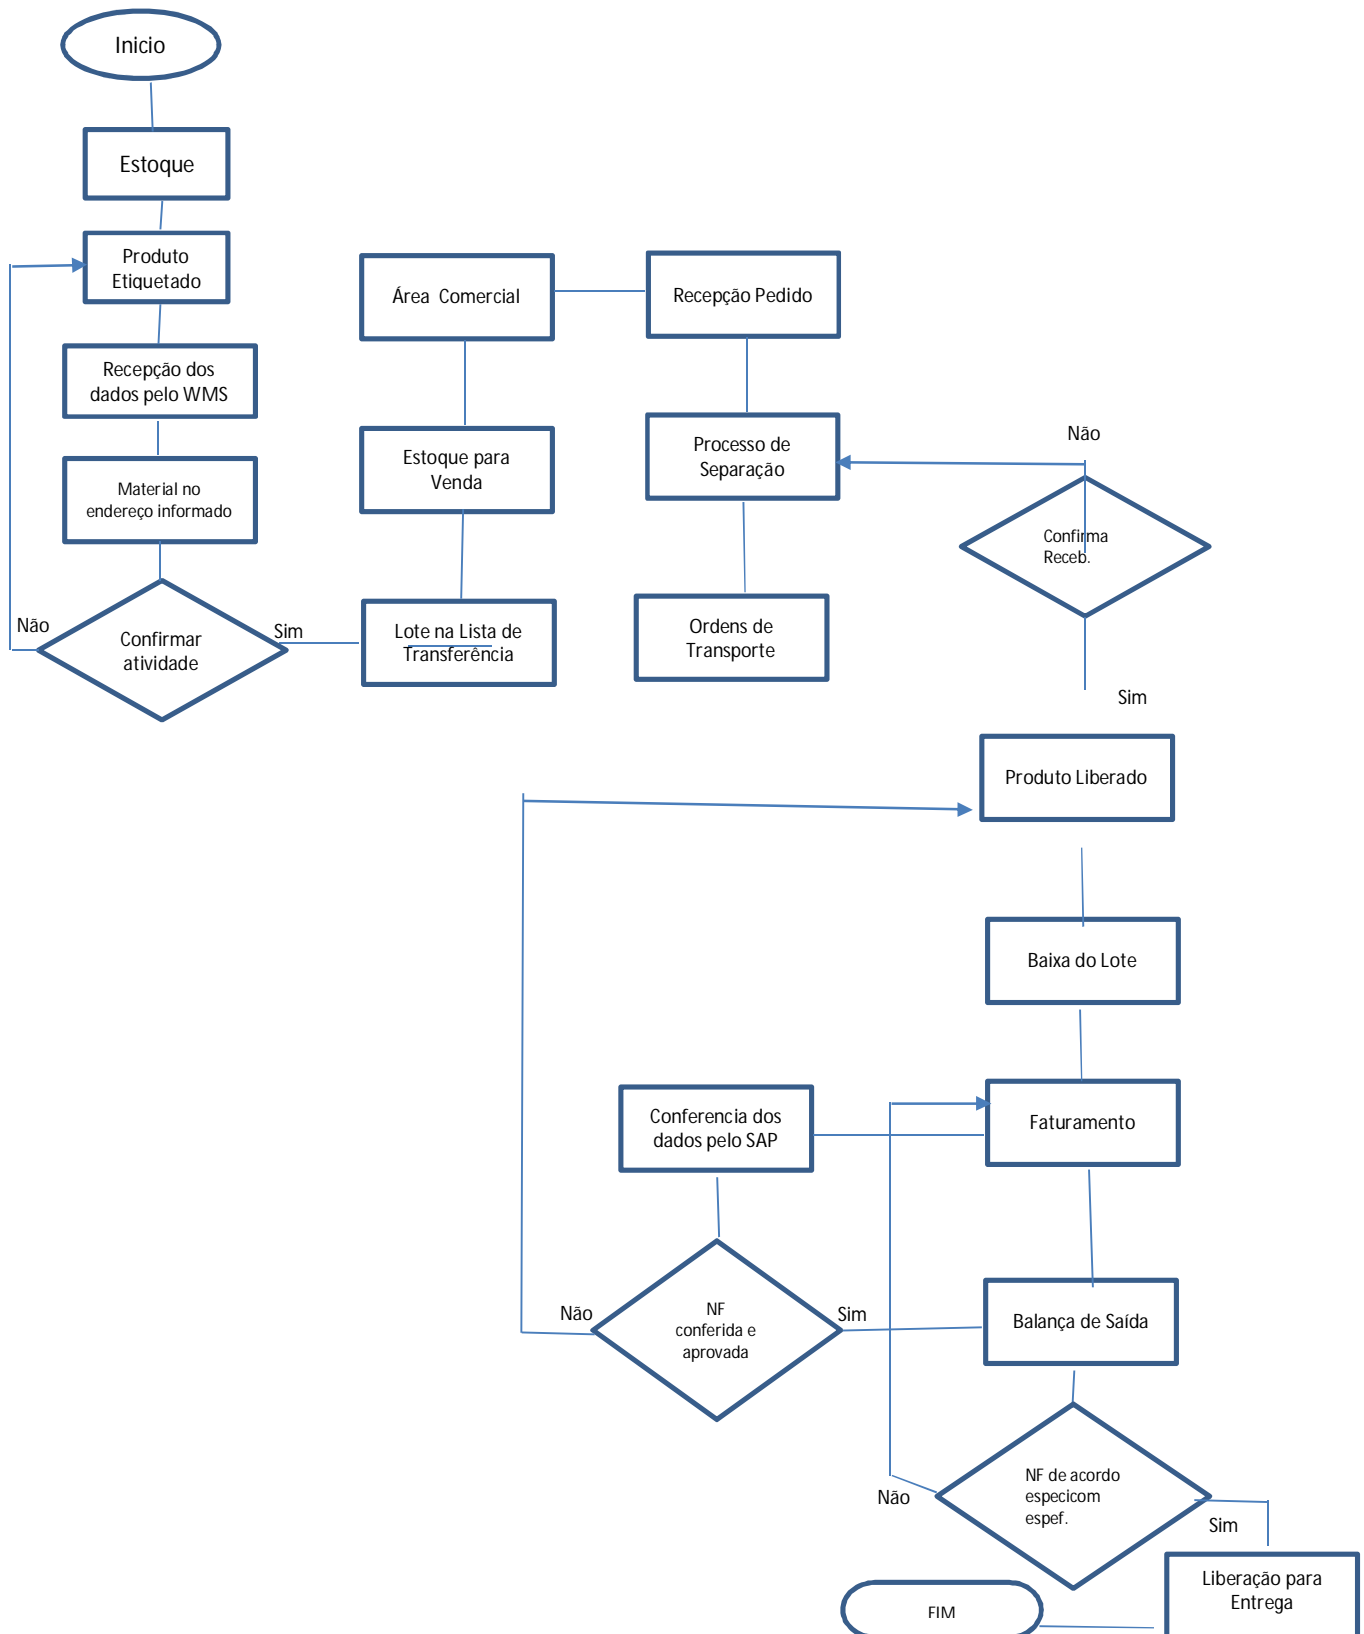 Inicio
Estoque
Produto
Etiquetado
Recepção dos
dados pelo WMS
Material no
endereço informado
Confirmar
atividade
Não
Sim
Lote na Lista de
Transferência
Estoque para
Venda
Área Comercial
Recepção Pedido
Processo de
Separação
Ordens de
Transporte
Não
Confirma
Receb.
Sim
Produto Liberado
Baixa do Lote
Faturamento
Conferencia dos
dados pelo SAP
NF
conferida e
aprovada
Não
Sim
Balança de Saída
NF de acordo
especicom
espef.
Não
Sim
Liberação para
Entrega
FIM